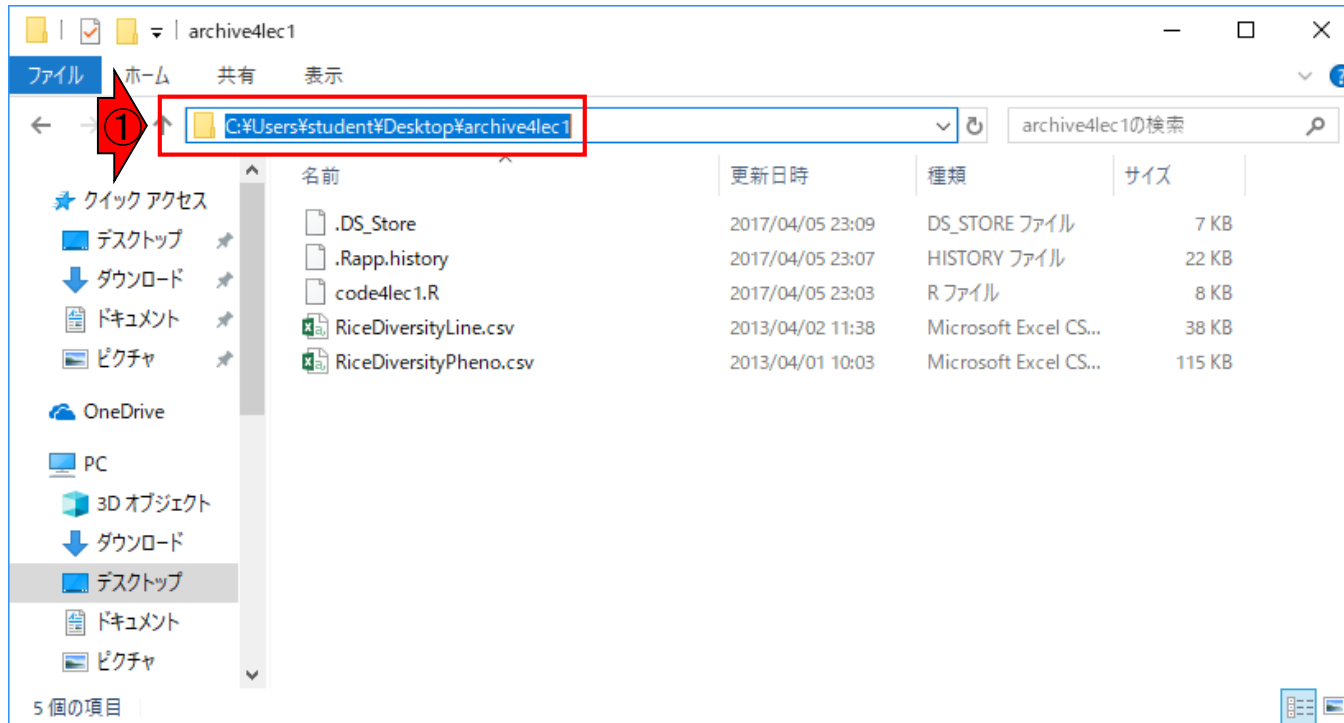 archive4lec1
ファイル ホーム 共有 表示
①
C:¥Users¥student¥Desktop¥archive4lec1
archive4lec1の検索
名前 更新日時 種類 サイズ
クイック アクセス
デスクトップ
ダウンロード
ドキュメント
ピクチャ
OneDrive
PC
3D オブジェクト
ダウンロード
デスクトップ
ドキュメント
ピクチャ
.DS_Store 2017/04/05 23:09 DS_STORE ファイル 7 KB
.Rapp.history 2017/04/05 23:07 HISTORY ファイル 22 KB
code4lec1.R 2017/04/05 23:03 R ファイル 8 KB
RiceDiversityLine.csv 2013/04/02 11:38 Microsoft Excel CS... 38 KB
RiceDiversityPheno.csv 2013/04/01 10:03 Microsoft Excel CS... 115 KB
5 個の項目